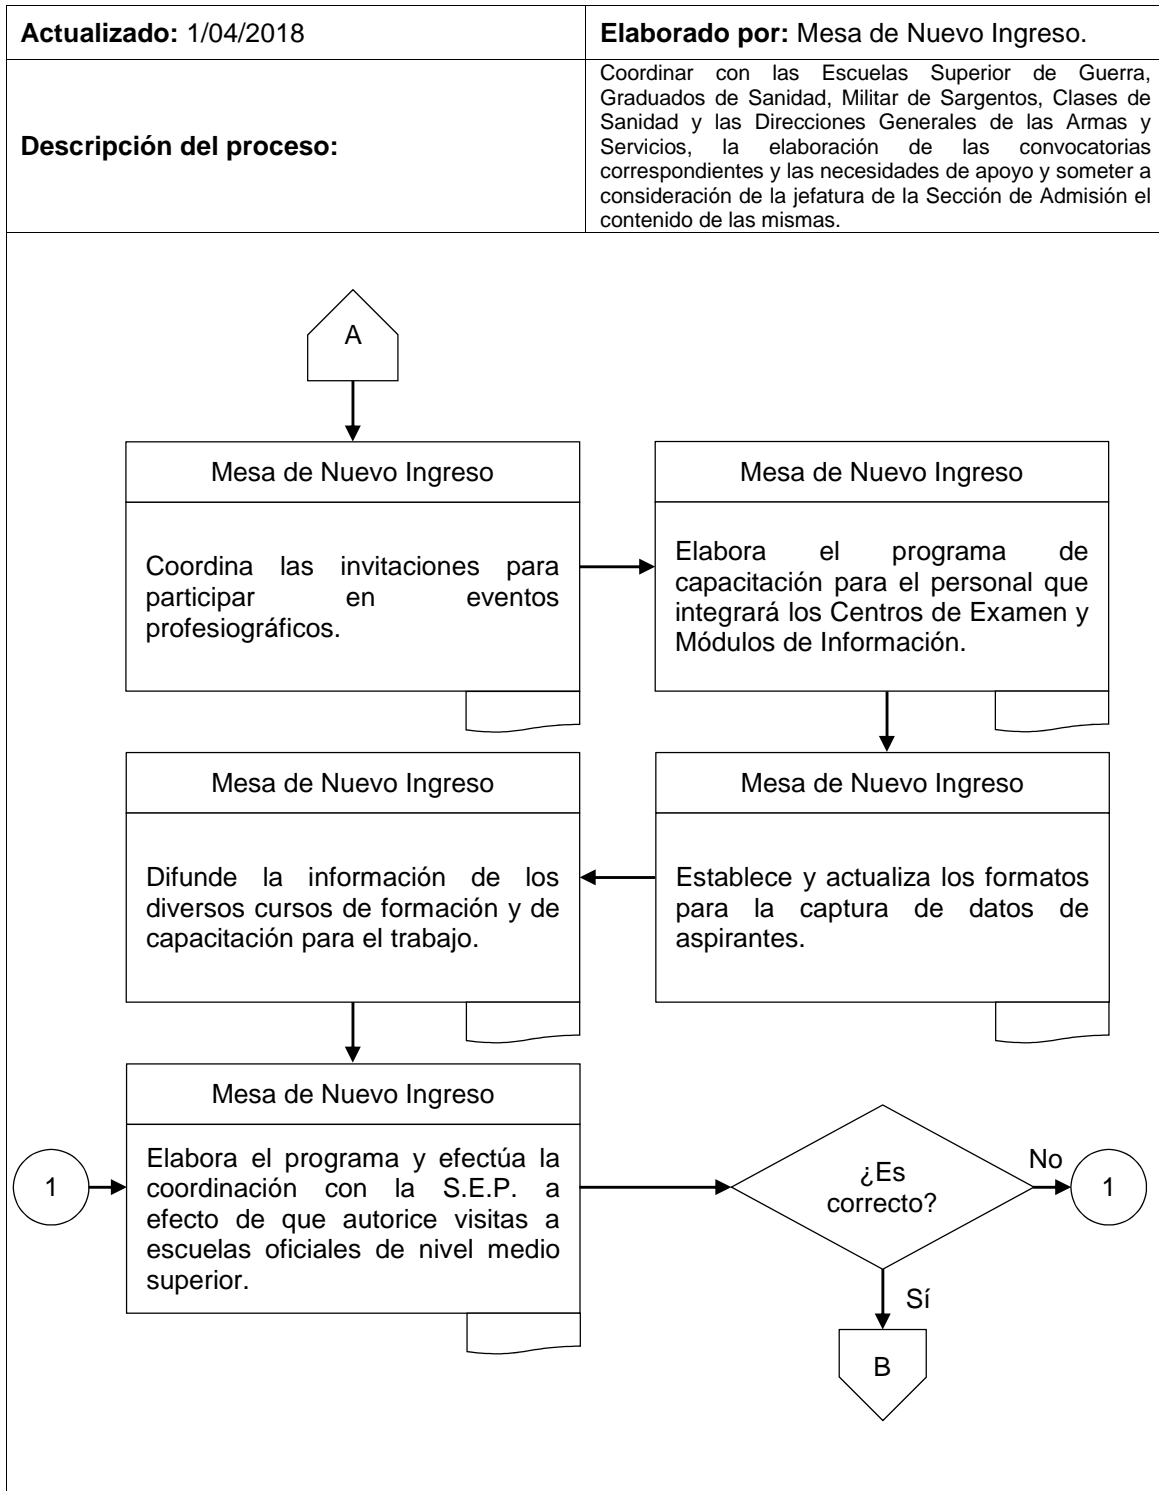 Actualizado: 1/04/2018
Elaborado por: Mesa de Nuevo Ingreso.
Descripción del proceso:
Coordinar con las Escuelas Superior de Guerra,
Graduados de Sanidad, Militar de Sargentos, Clases de
Sanidad y las Direcciones Generales de las Armas y
Servicios, la elaboración de las convocatorias
correspondientes y las necesidades de apoyo y someter a
consideración de la jefatura de la Sección de Admisión el
contenido de las mismas.
A
Mesa de Nuevo Ingreso
Coordina las invitaciones para
participar en eventos
profesiográficos.
Mesa de Nuevo Ingreso
Elabora el programa de
capacitación para el personal que
integrará los Centros de Examen y
Módulos de Información.
Mesa de Nuevo Ingreso
Difunde la información de los
diversos cursos de formación y de
capacitación para el trabajo.
Mesa de Nuevo Ingreso
Establece y actualiza los formatos
para la captura de datos de
aspirantes.
1
Mesa de Nuevo Ingreso
Elabora el programa y efectúa la
coordinación con la S.E.P. a
efecto de que autorice visitas a
escuelas oficiales de nivel medio
superior.
¿Es
correcto?
No
1
Sí
B